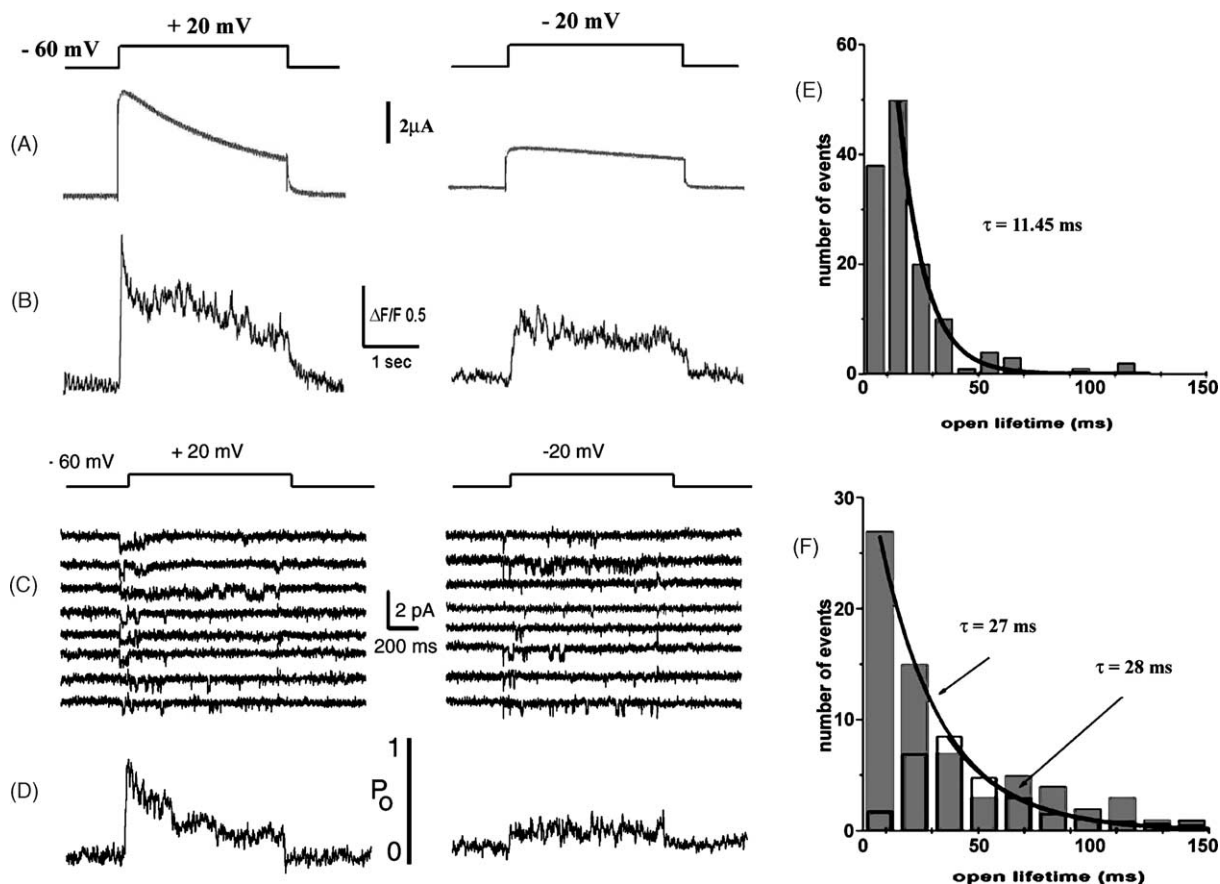 + 20 mV
- 60 mV
- 20 mV
(A)
2μA
(B)
ΔF/F 0.5
1 sec
- 60 mV
+ 20 mV
-20 mV
(C)
2 pA
200 ms
(D)
1
Po
0
(E)
60
40
20
0
number of events
τ = 11.45 ms
0
50
100
150
open lifetime (ms)
(F)
30
20
10
0
number of events
τ = 27 ms
τ = 28 ms
0
50
100
150
open lifetime (ms)